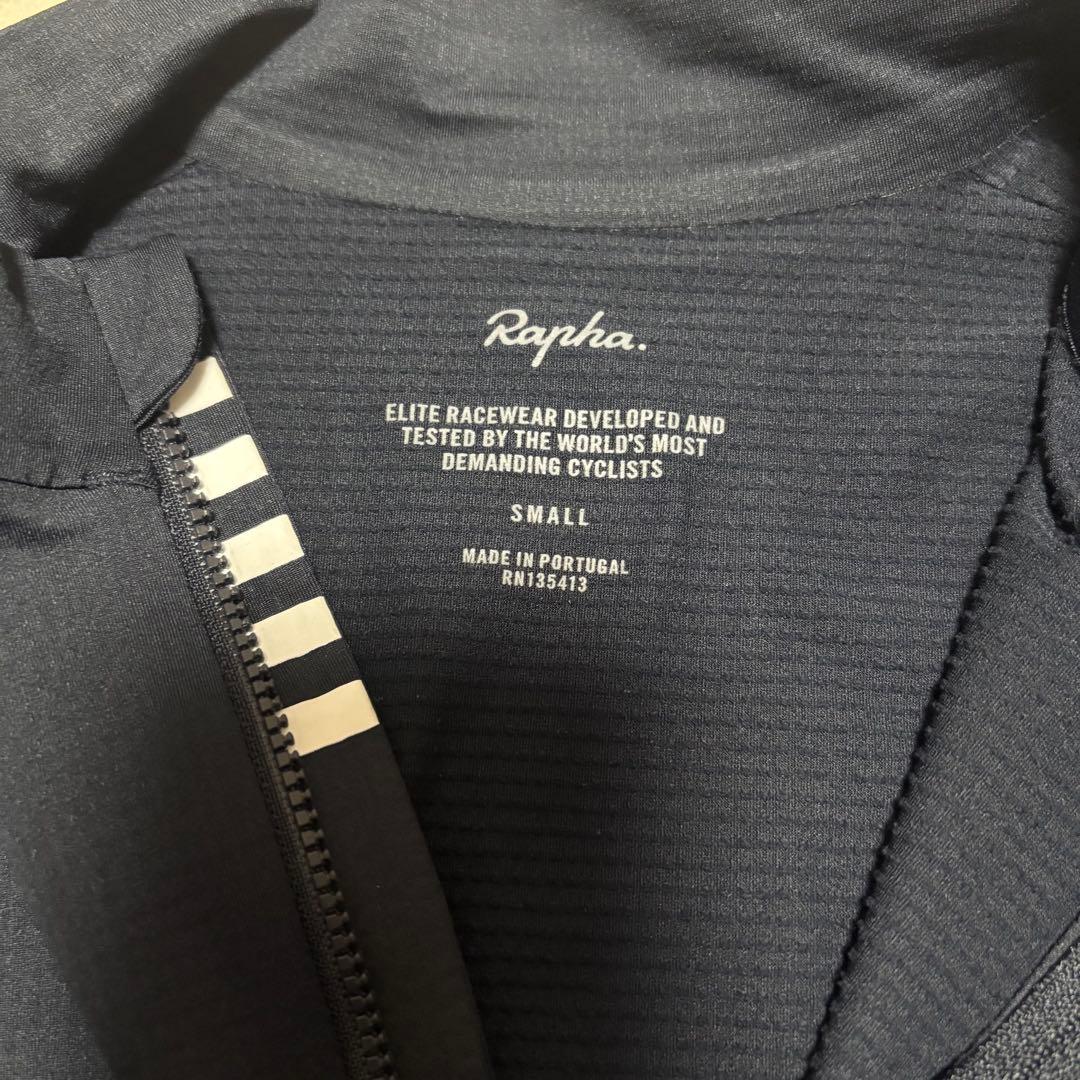 Rapha.
ELITE RACEWEAR DEVELOPED AND
TESTED BY THE WORLD'S MOST
DEMANDING CYCLISTS
SMALL
MADE IN PORTUGAL
RN135413